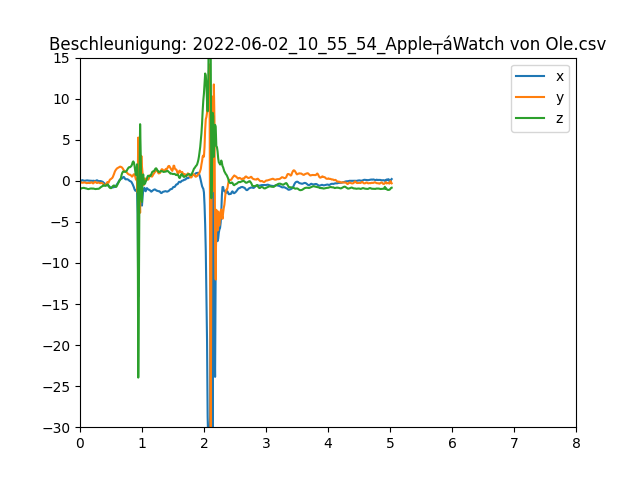 Beschleunigung: 2022-06-02_10_55_54_Apple┬áWatch von Ole.csv
15
10
5
0
−5
−10
−15
−20
−25
−30
0 1 2 3 4 5 6 7 8
x
y
z